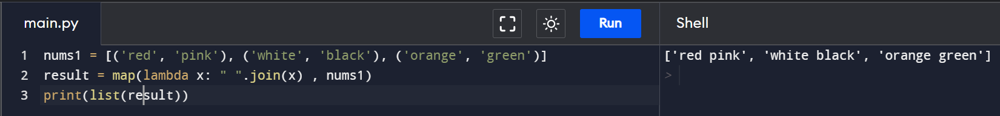 main.py
Run
Shell
1 nums1 = [('red', 'pink'), ('white', 'black'), ('orange', 'green')]
2 result = map(lambda x: " ".join(x) , nums1)
3 print(list(result))
['red pink', 'white black', 'orange green']
>